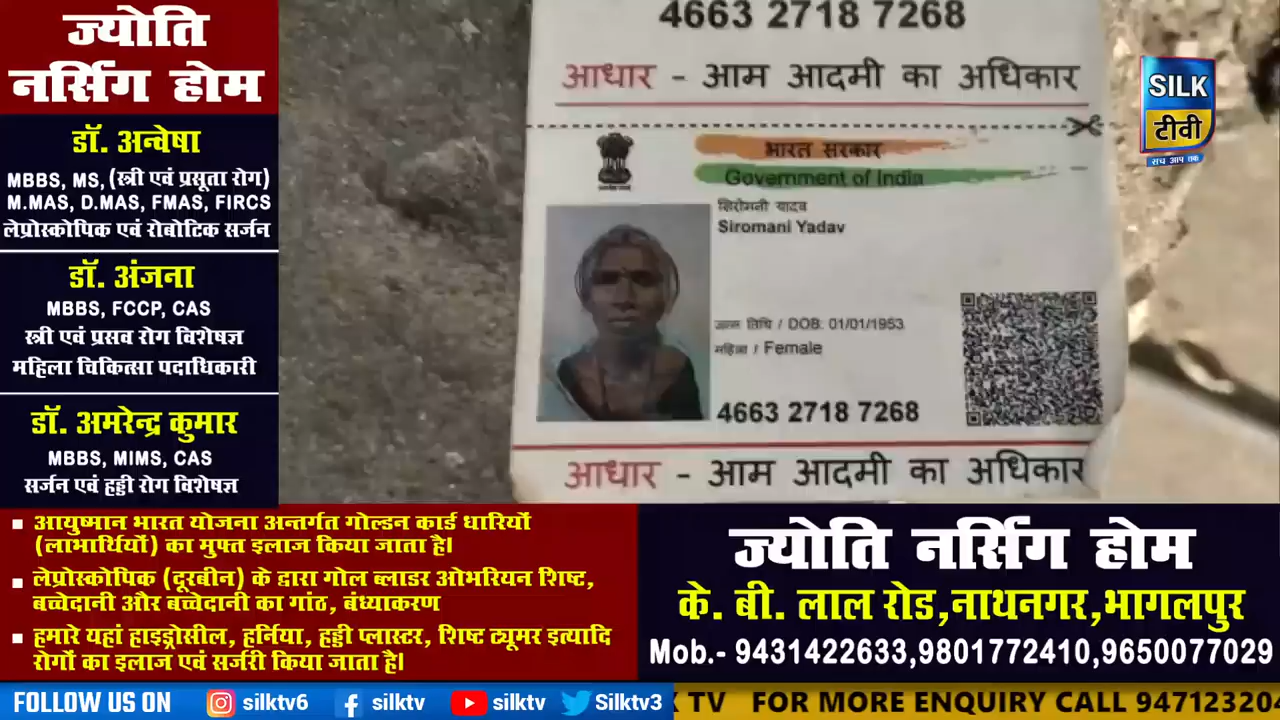 ज्योति
नर्सिंग होम
डॉ. अन्वेषा
MBBS, MS, (स्त्री एवं प्रसूता रोग)
M.MAS, D.MAS, FMAS, FIRCS
लेप्रोस्कोपिक एवं रोबोटिक सर्जन
डॉ. अंजना
MBBS, FCCP, CAS
स्त्री एवं प्रसव रोग विशेषज्ञ
महिला चिकित्सा पदाधिकारी
डॉ. अमरेन्द्र कुमार
MBBS, MIMS, CAS
सर्जन एवं हड्डी रोग विशेषज्ञ
4663 2718 7268
आधार - आम आदमी का अधिकार
भारत सरकार
Government of India
सिरोमनी यादव
Siromani Yadav
जन्म तिथि / DOB: 01/01/1953
महिला / Female
4663 2718 7268
आधार - आम आदमी का अधिकार
SILK
टीवी
सच आप तक
▪ आयुष्मान भारत योजना अन्तर्गत गोल्डन कार्ड धारियों
(लाभार्थियों) का मुफ्त इलाज किया जाता है।
▪ लेप्रोस्कोपिक (दूरबीन) के द्वारा गोल ब्लाडर ओभरियन शिष्ट,
बच्चेदानी और बच्चेदानी का गांठ, बंध्याकरण
▪ हमारे यहां हाइड्रोसील, हर्निया, हड्डी प्लास्टर, शिष्ट ट्यूमर इत्यादि
रोगों का इलाज एवं सर्जरी किया जाता है।
ज्योति नर्सिंग होम
के. बी. लाल रोड,नाथनगर,भागलपुर
Mob.- 9431422633,9801772410,9650077029
FOLLOW US ON silktv6 silktv silktv Silktv3 K TV FOR MORE ENQUIRY CALL 947123204